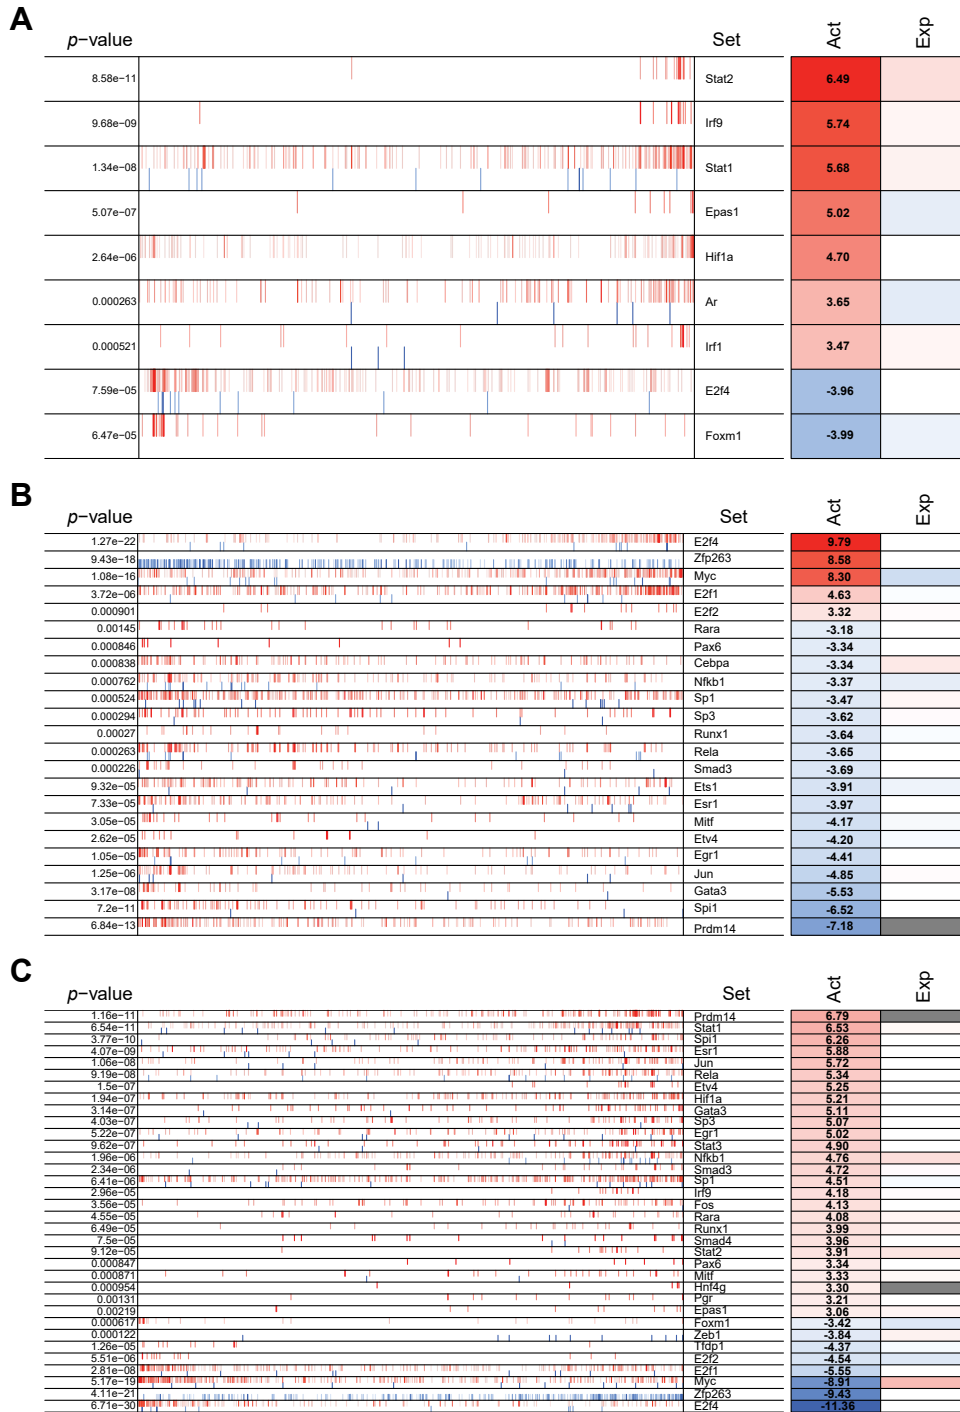 A
p−value Set Act Exp
8.58e−11 Stat2 6.49
9.68e−09 Irf9 5.74
1.34e−08 Stat1 5.68
5.07e−07 Epas1 5.02
2.64e−06 Hif1a 4.70
0.000263 Ar 3.65
0.000521 Irf1 3.47
7.59e−05 E2f4 -3.96
6.47e−05 Foxm1 -3.99
B
p−value Set Act Exp
1.27e−22 E2f4 9.79
9.43e−18 Zfp263 8.58
1.08e−16 Myc 8.30
3.72e−06 E2f1 4.63
0.000901 E2f2 3.32
0.00145 Rara -3.18
0.000846 Pax6 -3.34
0.000838 Cebpa -3.34
0.000762 Nfkb1 -3.37
0.000524 Sp1 -3.47
0.000294 Sp3 -3.62
0.00027 Runx1 -3.64
0.000263 Rela -3.65
0.000226 Smad3 -3.69
9.32e−05 Ets1 -3.91
7.33e−05 Esr1 -3.97
3.05e−05 Mitf -4.17
2.62e−05 Etv4 -4.20
1.05e−05 Egr1 -4.41
1.25e−06 Jun -4.85
3.17e−08 Gata3 -5.53
7.2e−11 Spi1 -6.52
6.84e−13 Prdm14 -7.18
C
p−value Set Act Exp
1.16e−11 Prdm14 6.79
6.54e−11 Stat1 6.53
3.77e−10 Spi1 6.26
4.07e−09 Esr1 5.88
1.06e−08 Jun 5.72
9.19e−08 Rela 5.34
1.5e−07 Etv4 5.25
1.94e−07 Hif1a 5.21
3.14e−07 Gata3 5.11
4.03e−07 Sp3 5.07
5.22e−07 Egr1 5.02
9.62e−07 Stat3 4.90
1.96e−06 Nfkb1 4.76
2.34e−06 Smad3 4.72
6.41e−06 Sp1 4.51
2.96e−05 Irf9 4.18
3.56e−05 Fos 4.13
4.55e−05 Rara 4.08
6.49e−05 Runx1 3.99
7.5e−05 Smad4 3.96
9.12e−05 Stat2 3.91
0.000847 Pax6 3.34
0.000871 Mitf 3.33
0.000954 Hnf4g 3.30
0.00131 Pgr 3.21
0.00219 Epas1 3.06
0.000617 Foxm1 -3.42
0.000122 Zeb1 -3.84
1.26e−05 Tfdp1 -4.37
5.51e−06 E2f2 -4.54
2.81e−08 E2f1 -5.55
5.17e−19 Myc -8.91
4.11e−21 Zfp263 -9.43
6.71e−30 E2f4 -11.36